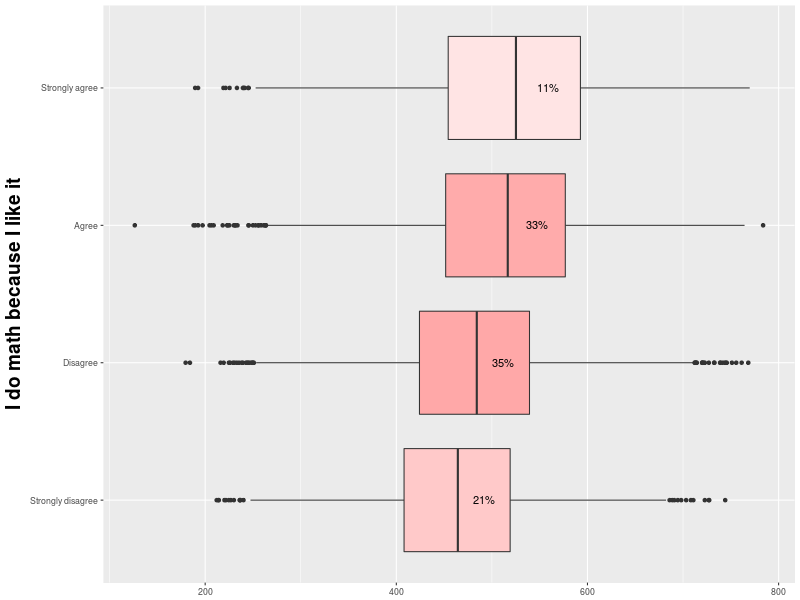 I do math because I like it
Strongly agree
11%
Agree
33%
Disagree
35%
Strongly disagree
21%
200 400 600 800